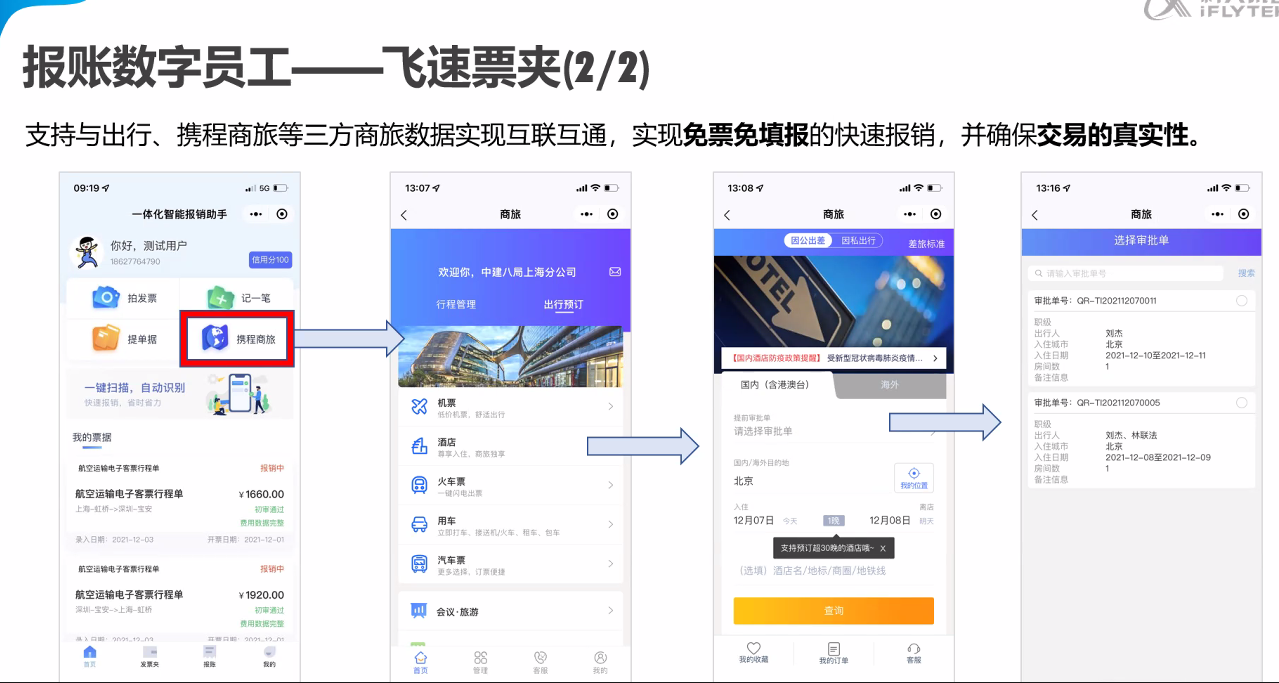 iFLYTEK
报账数字员工——飞速票夹(2/2)
支持与出行、携程商旅等三方商旅数据实现互联互通，实现免票免填报的快速报销，并确保交易的真实性。
09:19
5G
一体化智能报销助手
你好，测试用户
18627764790
信用分100
拍发票
记一笔
提单据
携程商旅
一键扫描，自动识别
快速报销，省时省力
我的票据
航空运输电子客票行程单 报销中
航空运输电子客票行程单 ¥1660.00
上海-虹桥->深圳-宝安 初审通过
费用数据完整
录入日期：2021-12-03 开票日期：2021-12-01
航空运输电子客票行程单 报销中
航空运输电子客票行程单 ¥1920.00
深圳-宝安->上海-虹桥 初审通过
费用数据完整
录入日期：2021-12-03 开票日期：2021-12-01
首页 发票夹 报账 我的
13:07
商旅
欢迎你，中建八局上海分公司
行程管理 出行预订
机票
低价机票，舒适出行
酒店
尊享入住，商旅独享
火车票
一键闪电出票
用车
立即打车、接送机/火车、租车、包车
汽车票
更多选择，订票便捷
会议·旅游
首页 管理 客服 我的
13:08
商旅
因公出差 因私出行 差旅标准
HOTEL
【国内酒店防疫政策提醒】 受新型冠状病毒肺炎疫情...
国内（含港澳台） 海外
提前审批单
请选择审批单
国内/海外目的地
北京
我的位置
入住 离店
12月07日 今天 1晚 12月08日 明天
支持预订超30晚的酒店哦~ X
（选填）酒店名/地标/商圈/地铁线
查询
我的收藏 我的订单 客服
13:16
商旅
选择审批单
请输入审批单号 搜索
审批单号：QR-TI202112070011
职级
出行人 刘杰
入住城市 北京
入住日期 2021-12-10至2021-12-11
房间数 1
备注信息
审批单号：QR-TI202112070005
职级
出行人 刘杰、林联法
入住城市 北京
入住日期 2021-12-08至2021-12-09
房间数 1
备注信息